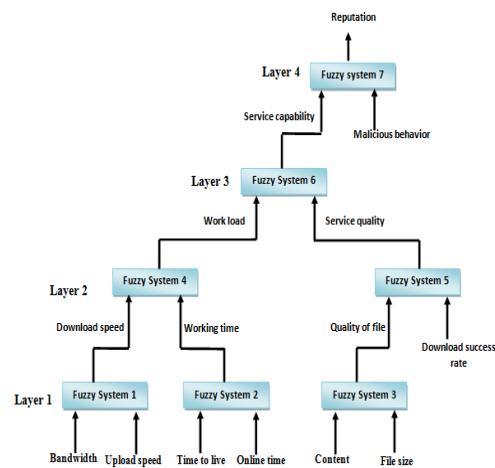 Reputation
Layer 4
Fuzzy system 7
Service capability
Malicious behavior
Layer 3
Fuzzy System 6
Work load
Service quality
Layer 2
Fuzzy System 4
Fuzzy System 5
Download speed
Working time
Quality of file
Download success
rate
Layer 1
Fuzzy System 1
Fuzzy System 2
Fuzzy System 3
Bandwidth
Upload speed
Time to live
Online time
Content
File size